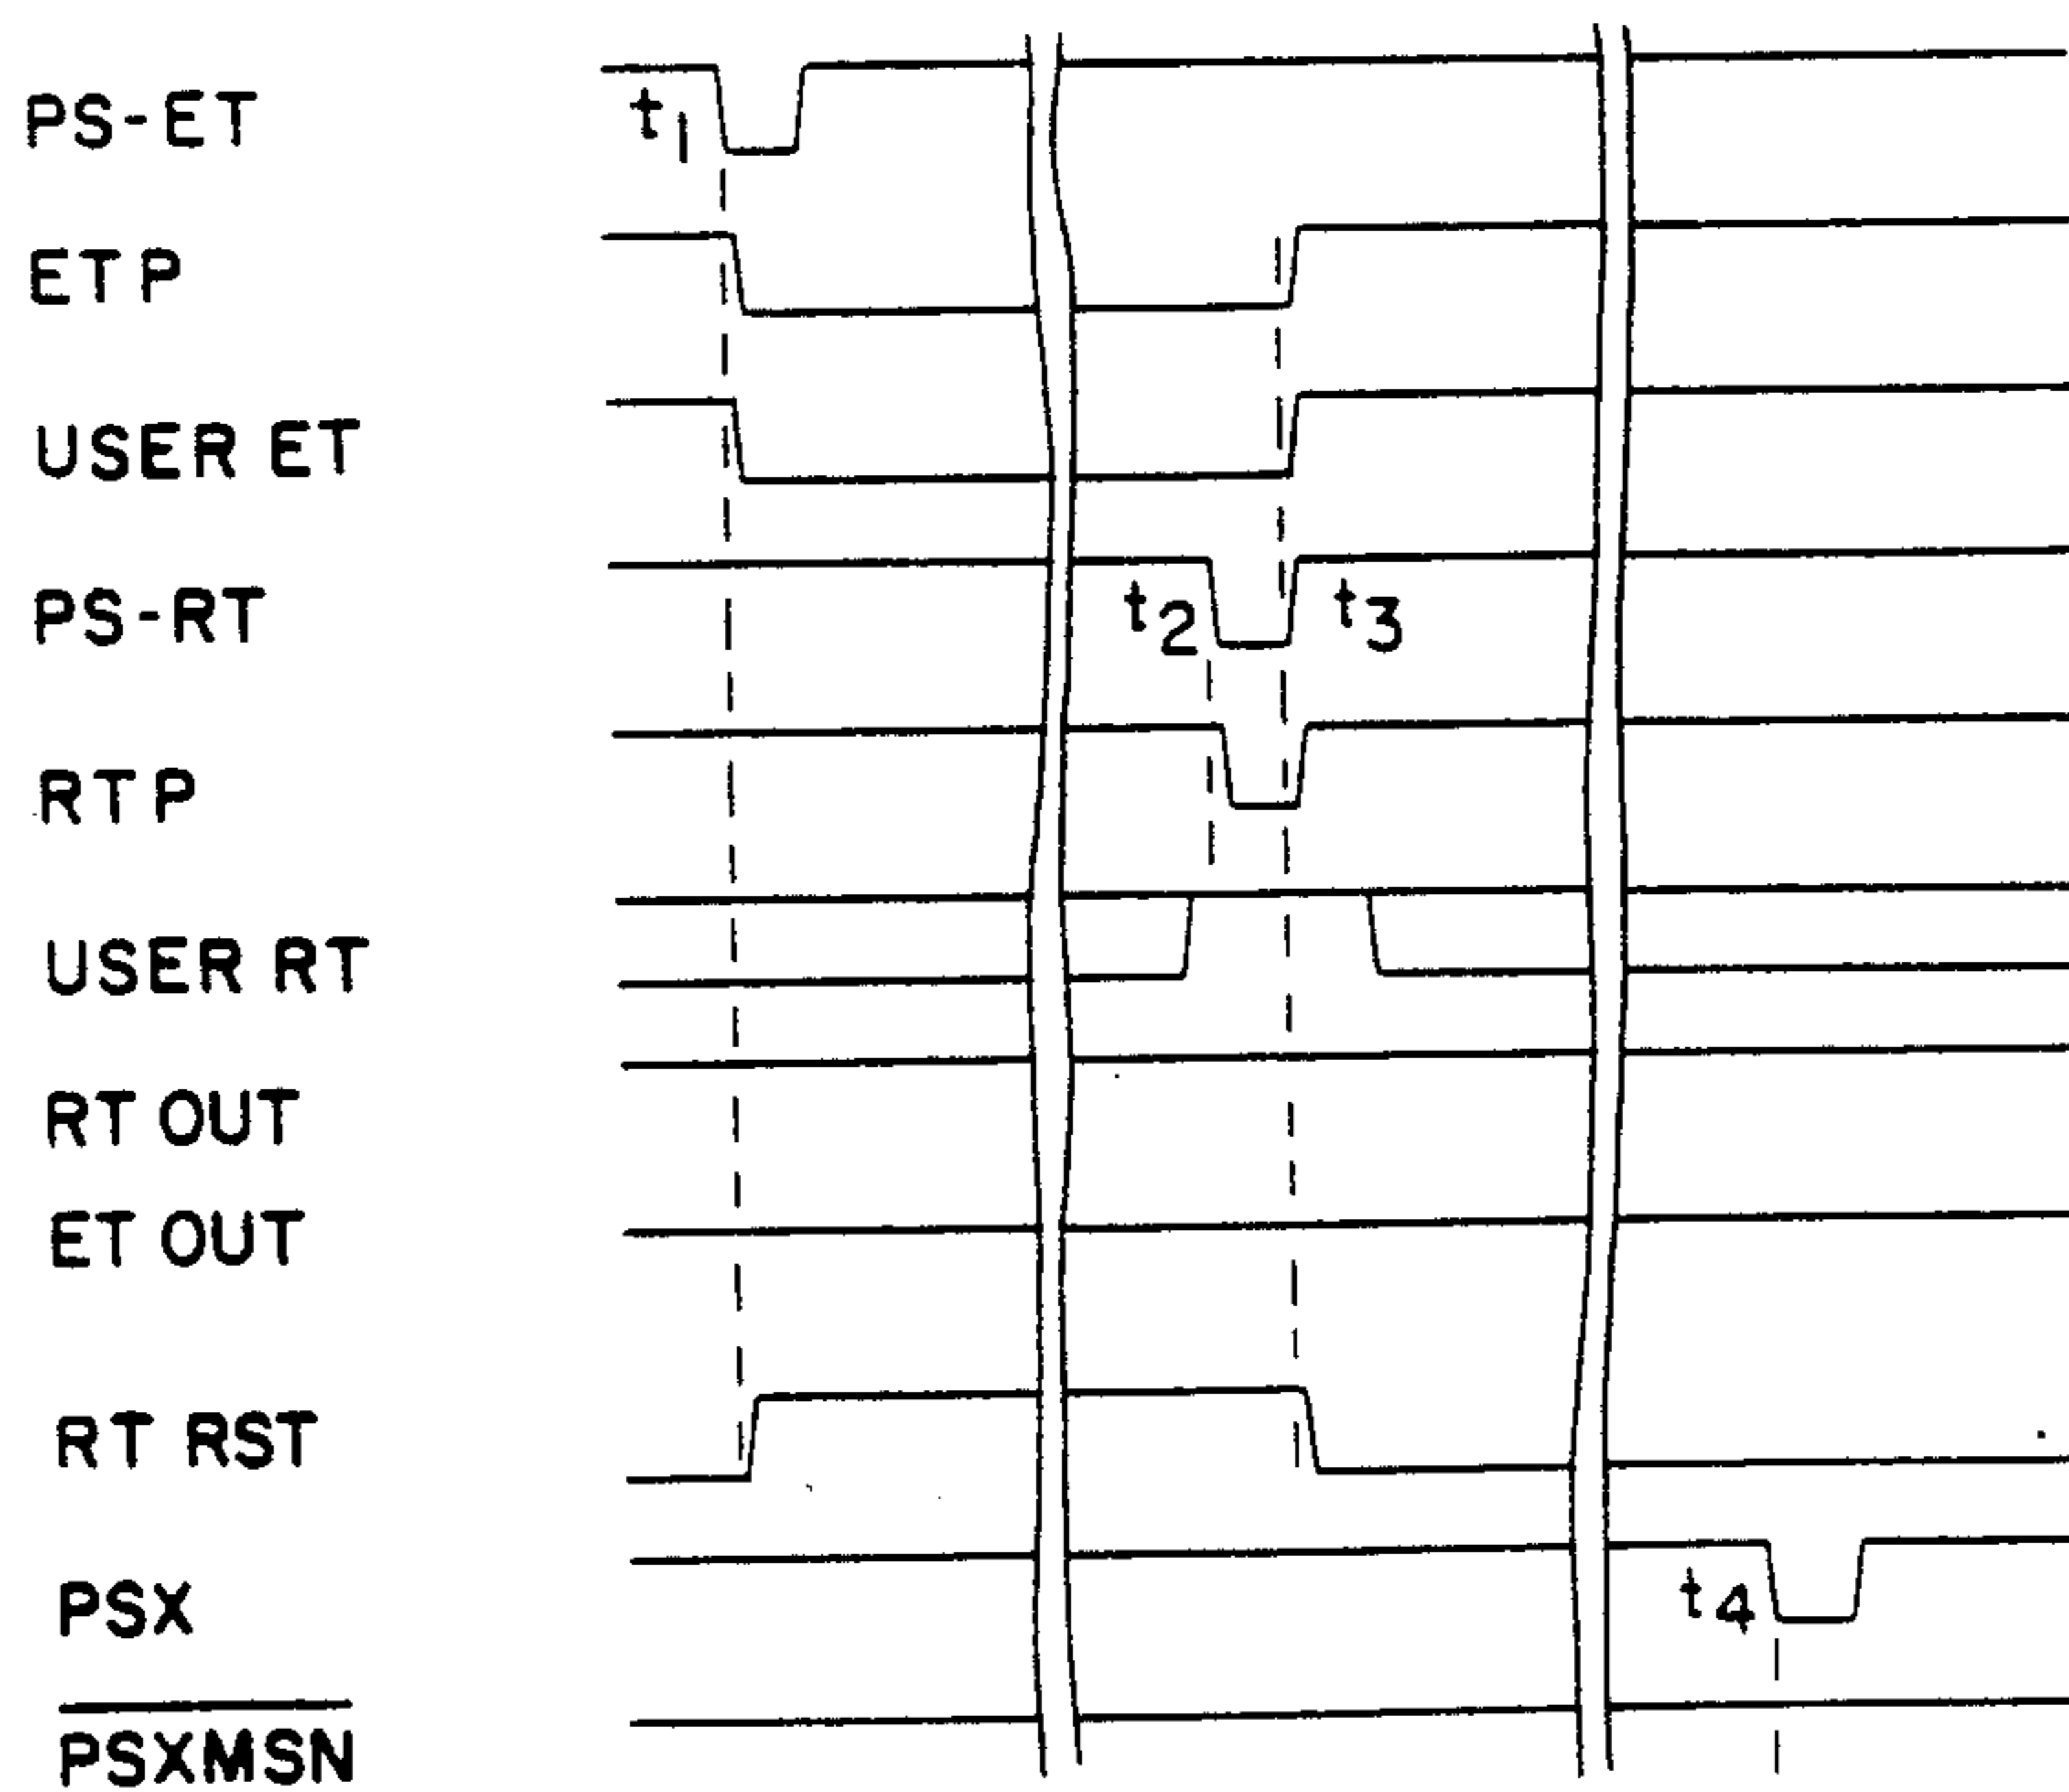 PS-ET
t1
ETP
USER ET
PS-RT
t2
t3
RTP
USER RT
RT OUT
ET OUT
RT RST
PSX
t4
PSXMSN